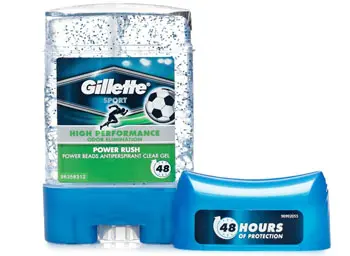 Gillette
SPORT
HIGH PERFORMANCE
ODOR ELIMINATION
POWER RUSH
POWER BEADS ANTIPERSPIRANT CLEAR GEL
48
48 HOURS
OF PROTECTION